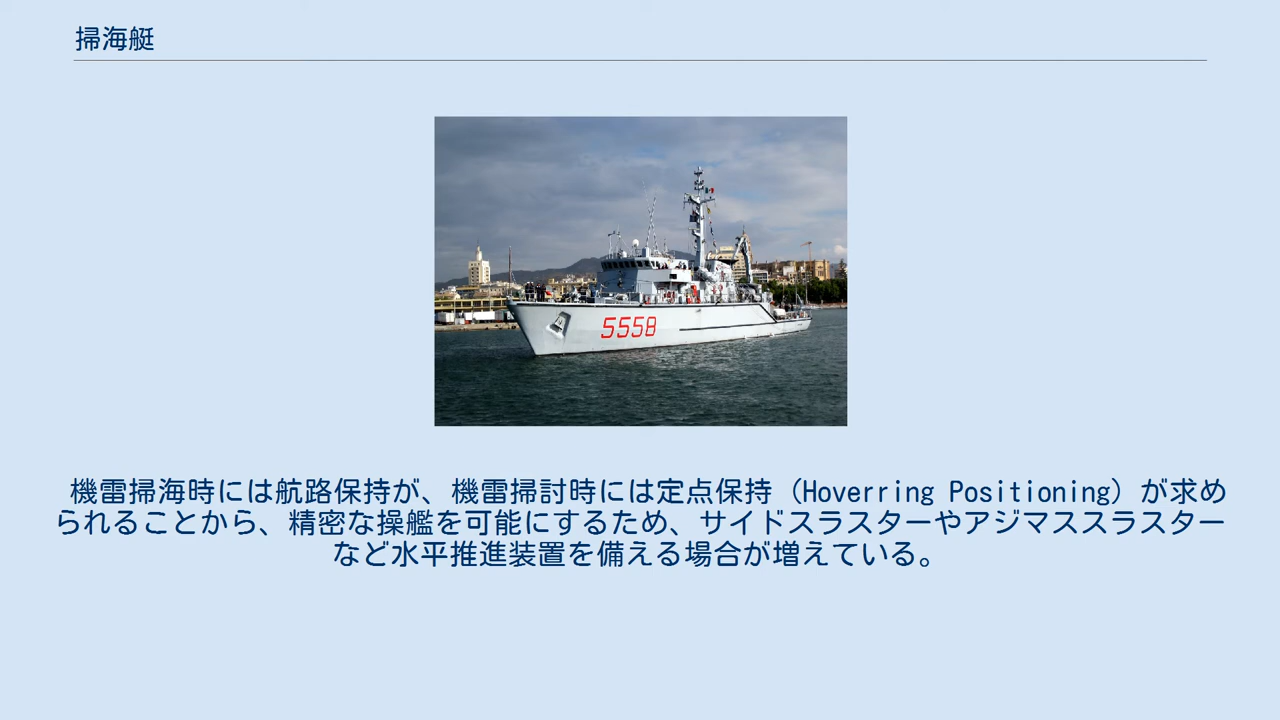 掃海艇
5558
機雷掃海時には航路保持が、機雷掃討時には定点保持（Hoverring Positioning）が求め
られることから、精密な操艦を可能にするため、サイドスラスターやアジマススラスター
など水平推進装置を備える場合が増えている。